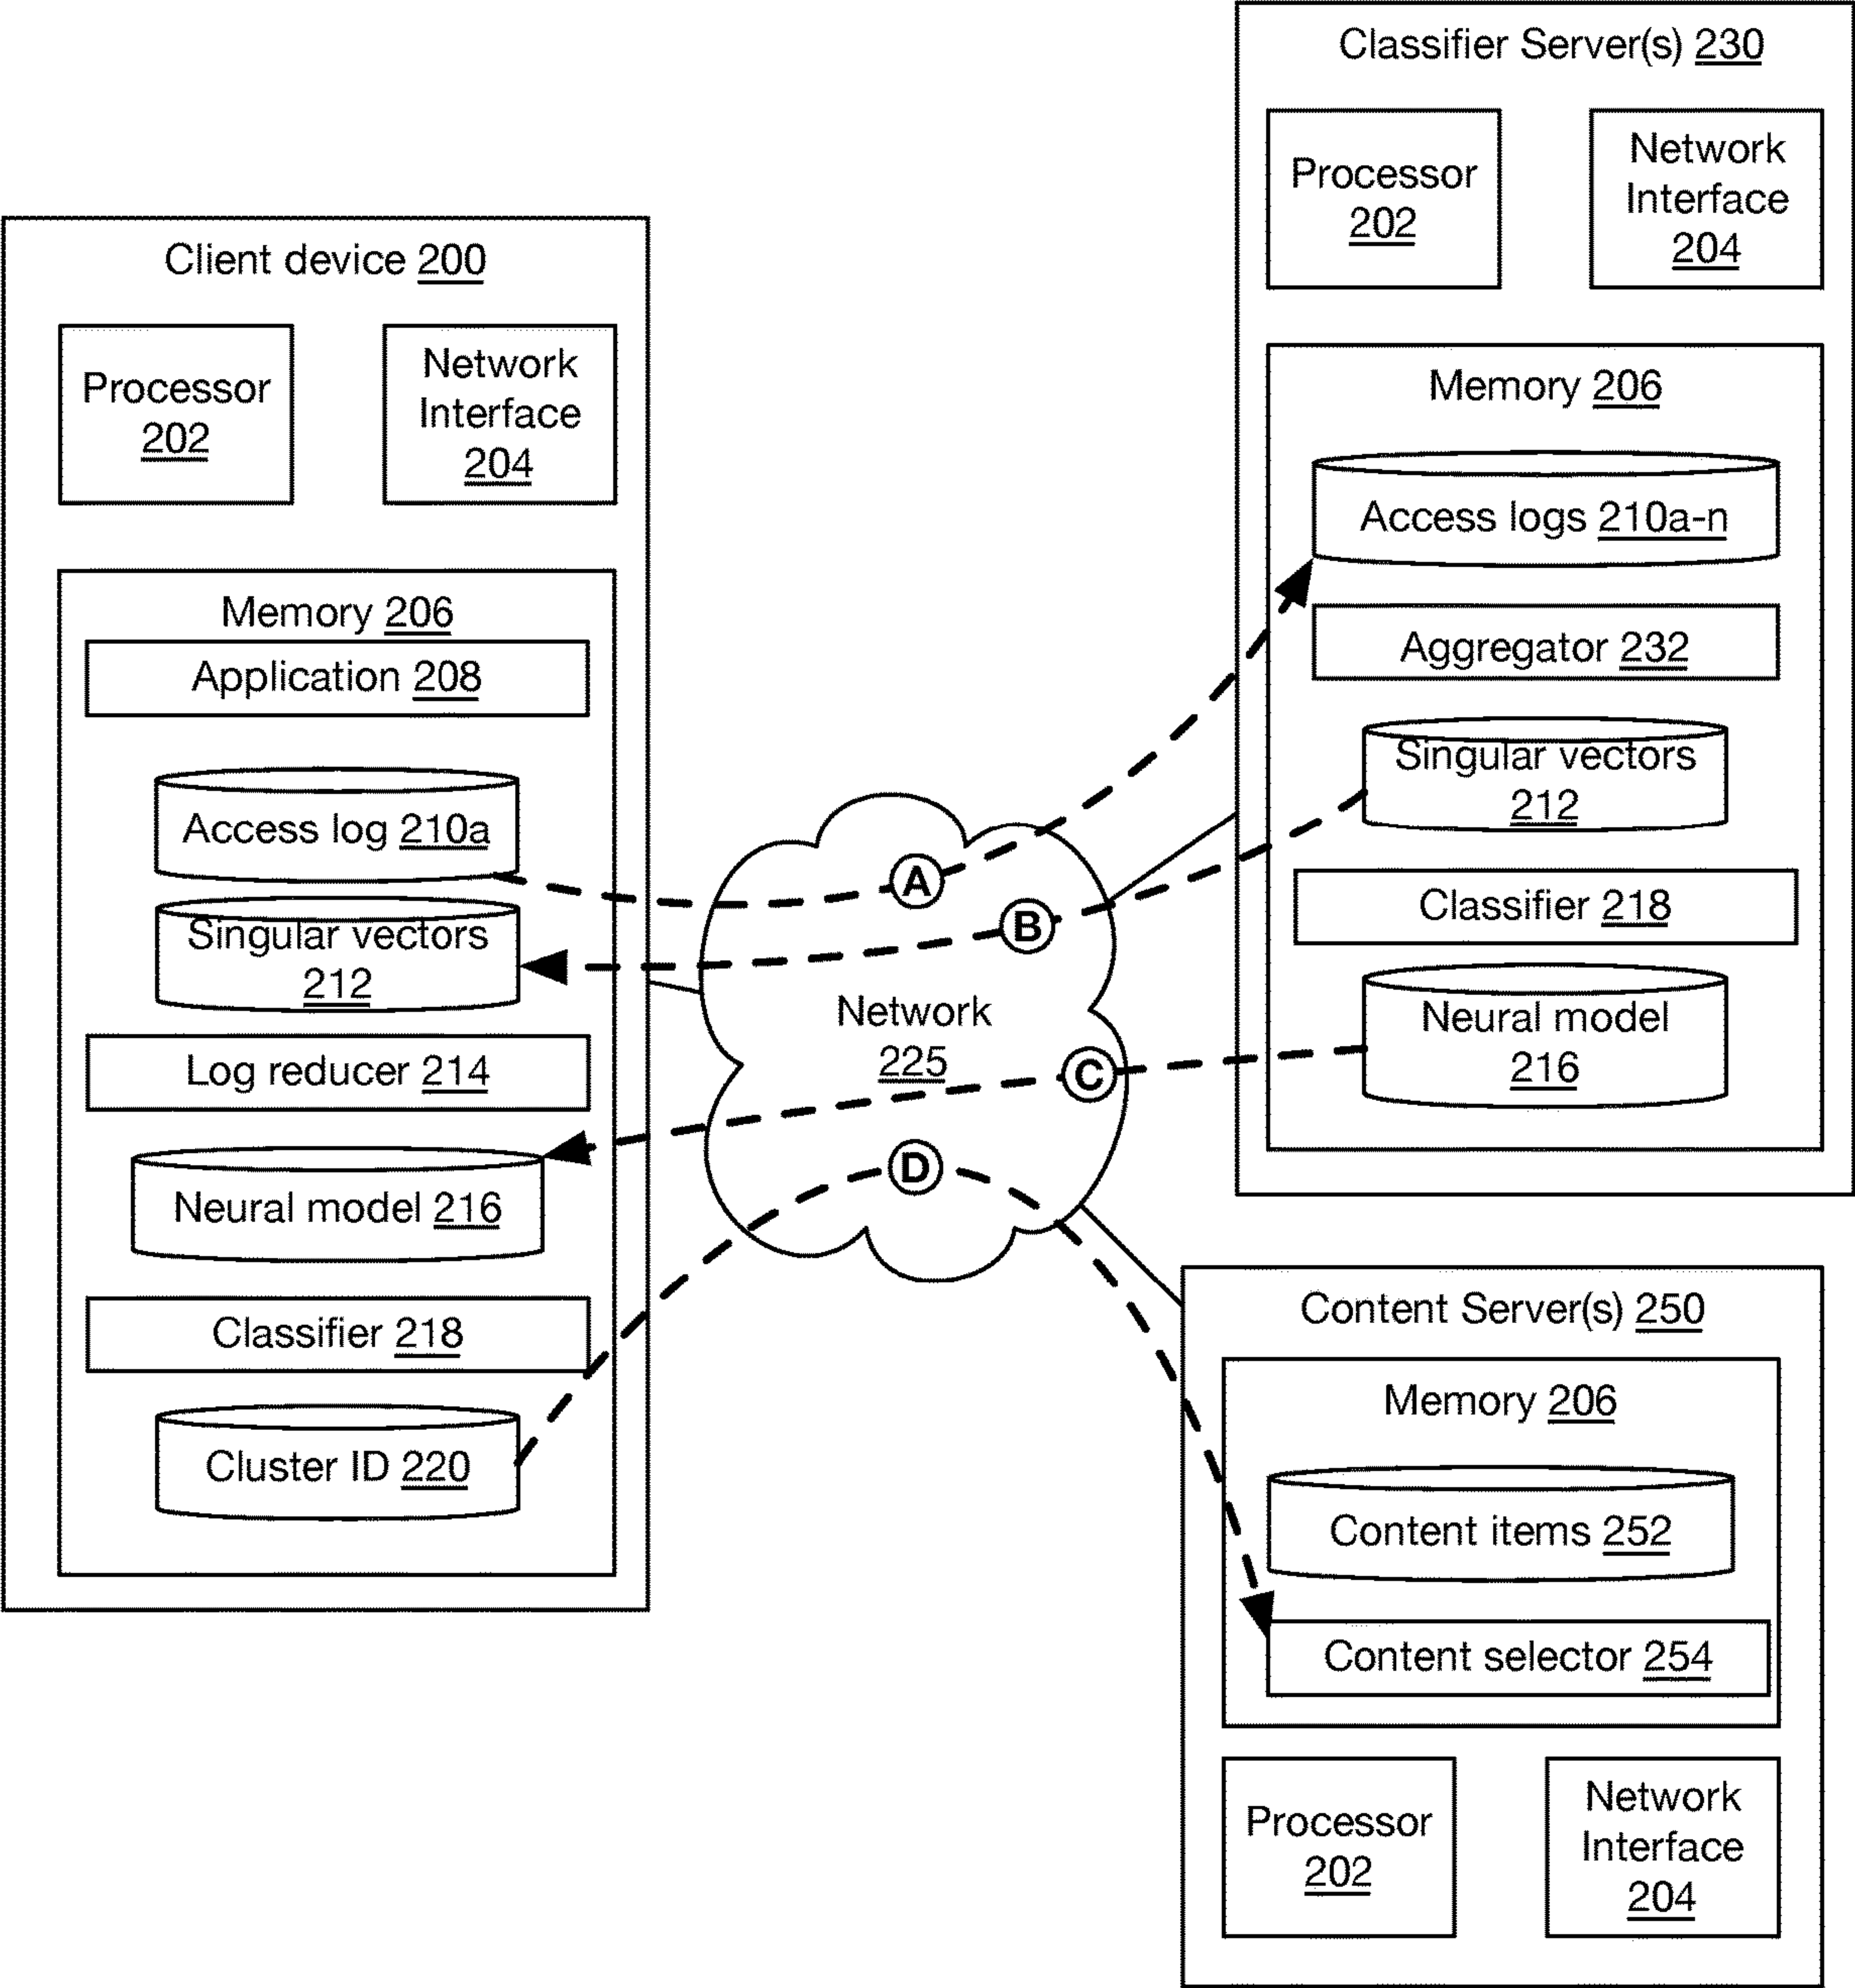 Client device 200
Processor
202
Network
Interface
204
Memory 206
Application 208
Access log 210a
Singular vectors
212
Log reducer 214
Neural model 216
Classifier 218
Cluster ID 220
A
B
Network
225
C
D
Classifier Server(s) 230
Processor
202
Network
Interface
204
Memory 206
Access logs 210a-n
Aggregator 232
Singular vectors
212
Classifier 218
Neural model
216
Content Server(s) 250
Memory 206
Content items 252
Content selector 254
Processor
202
Network
Interface
204